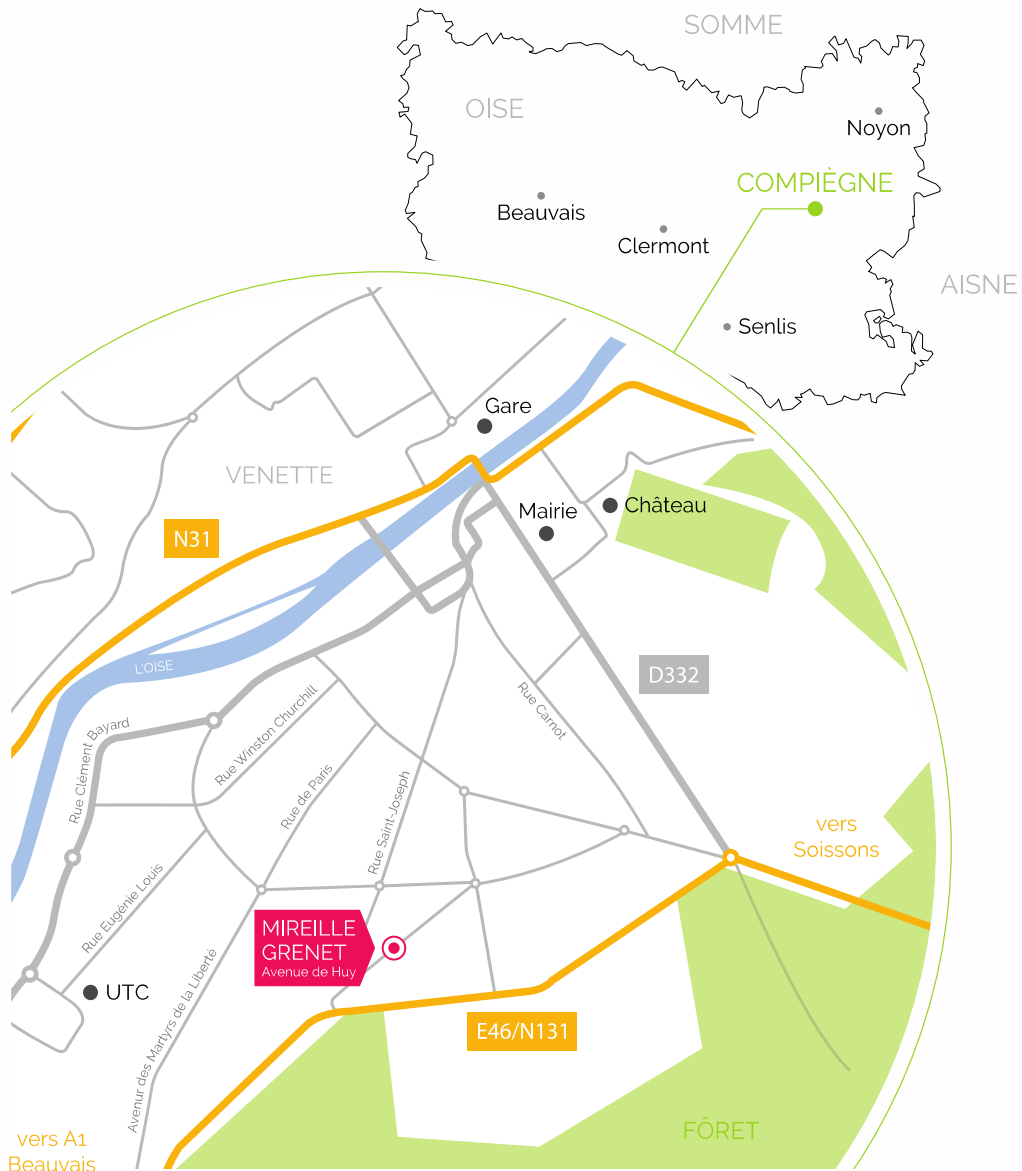 SOMME
OISE
Noyon
COMPIÈGNE
Beauvais
Clermont
AISNE
Senlis
Gare
VENETTE
Mairie
Château
N31
L'OISE
D332
Rue Carnot
Rue Clément Bayard
Rue Winston Churchill
Rue de Paris
Rue Saint-Joseph
vers
Soissons
Rue Eugénie Louis
MIREILLE
GRENET
Avenue de Huy
UTC
Avenur des Martyrs de la Liberté
E46/N131
FÔRET
vers A1
Beauvais